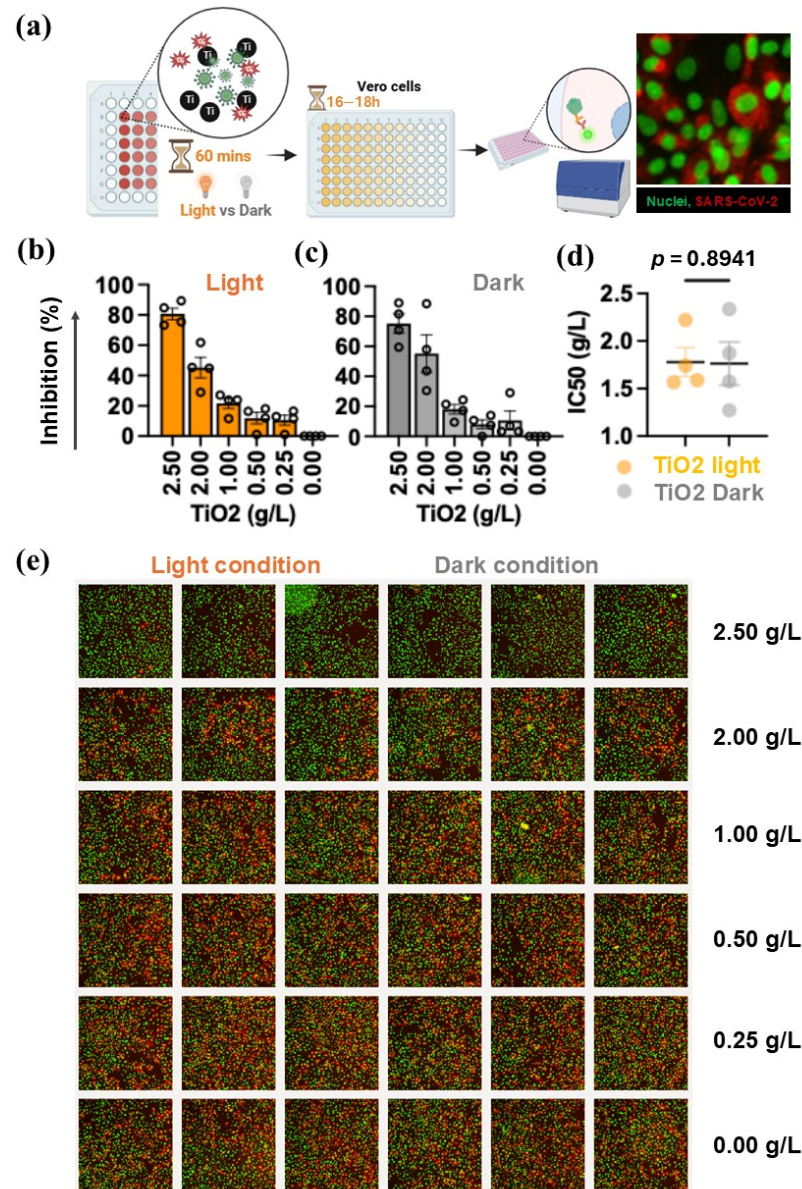 (a)
Ti
Ti
Ti
Ti
Ti
60 mins
Light vs Dark
Vero cells
16–18h
Nuclei, SARS-CoV-2
(b)
Light
Inhibition (%)
100
80
60
40
20
0
2.50
2.00
1.00
0.50
0.25
0.00
TiO2 (g/L)
(c)
Dark
100
80
60
40
20
0
2.50
2.00
1.00
0.50
0.25
0.00
TiO2 (g/L)
(d)
p = 0.8941
IC50 (g/L)
2.5
2.0
1.5
1.0
TiO2 light
TiO2 Dark
(e)
Light condition
Dark condition
2.50 g/L
2.00 g/L
1.00 g/L
0.50 g/L
0.25 g/L
0.00 g/L